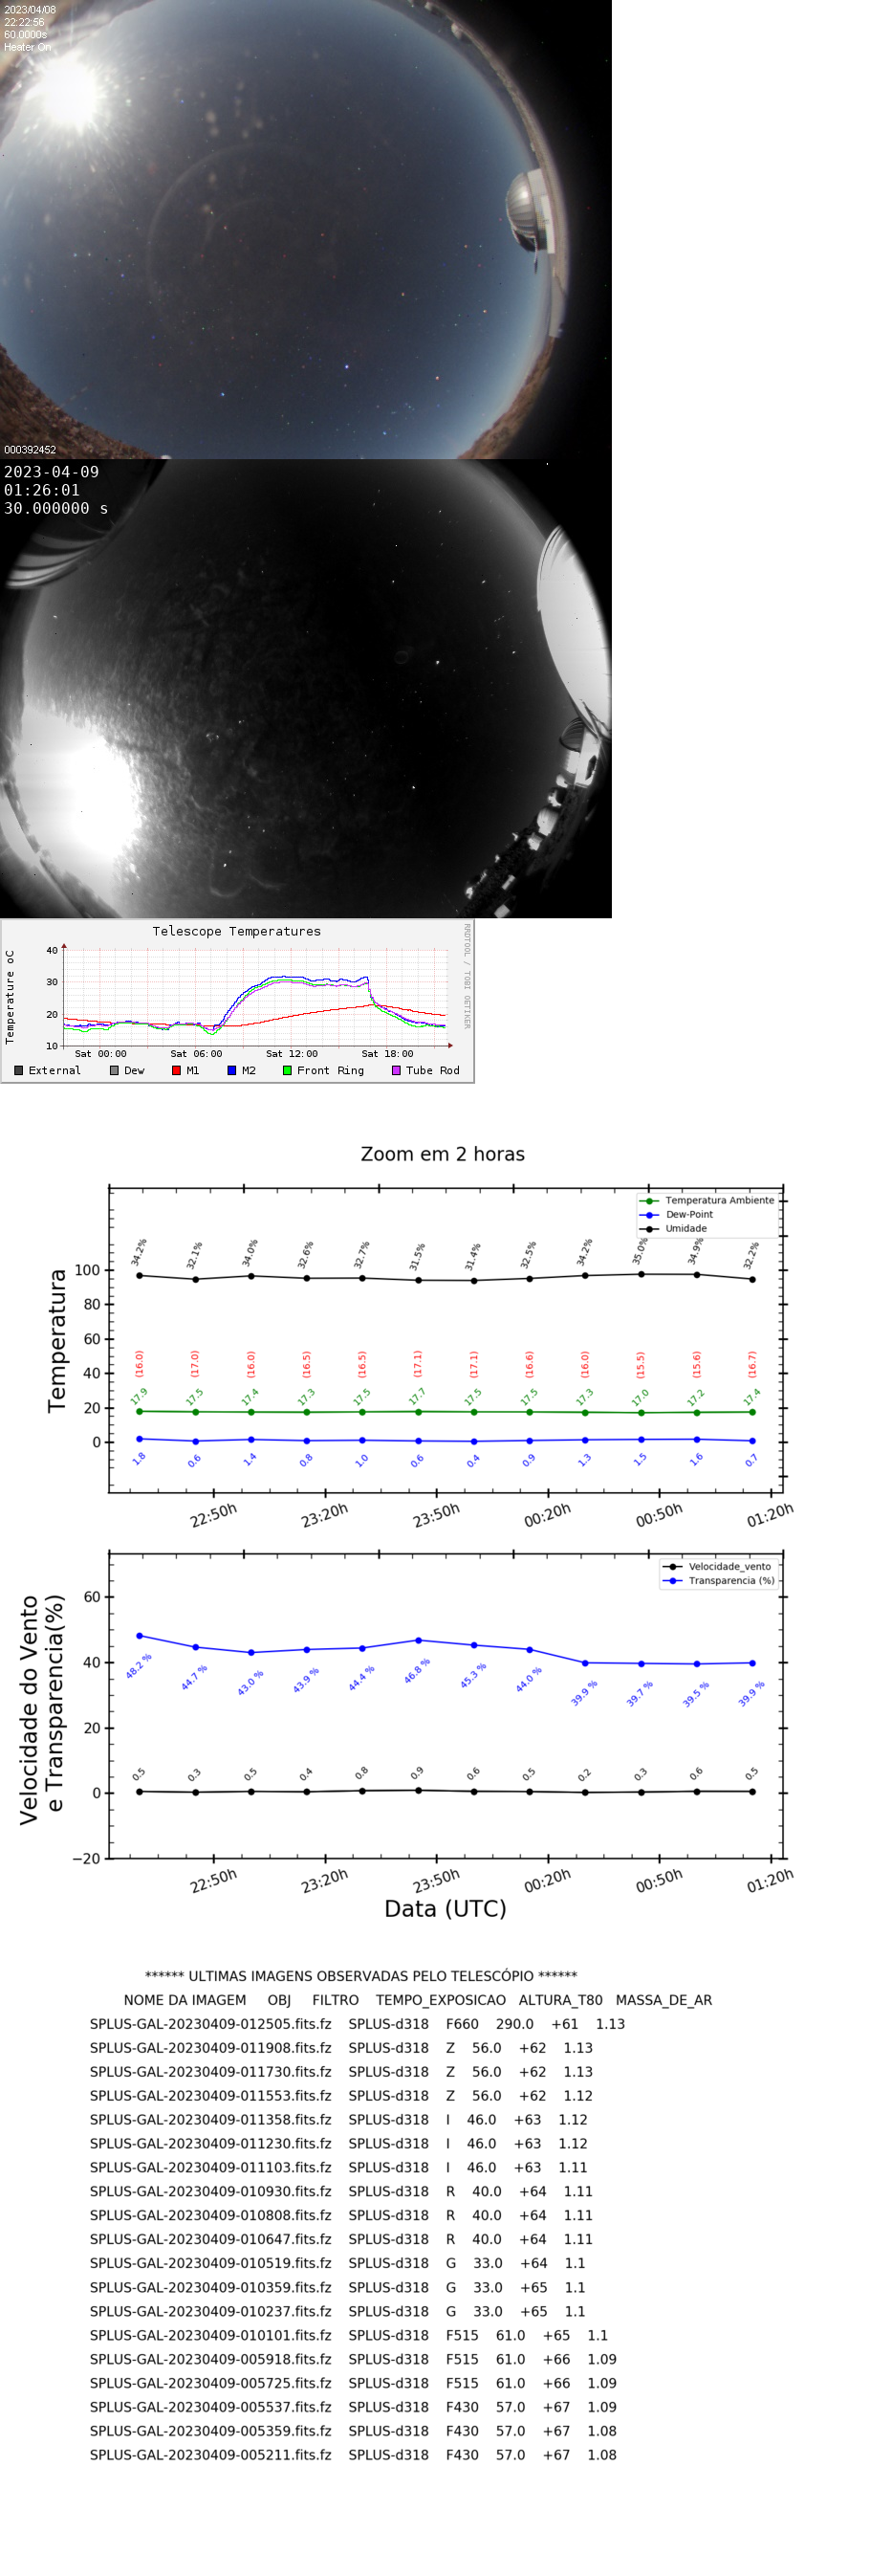 2023/04/08
22:22:56
60.0000s
Heater On
000392452
2023-04-09
01:26:01
30.000000 s
Telescope Temperatures
RRDTOOL / TOBI OETIKER
Temperature oC
40
30
20
10
Sat 00:00 Sat 06:00 Sat 12:00 Sat 18:00
External Dew M1 M2 Front Ring Tube Rod
Zoom em 2 horas
Temperatura Ambiente
Dew-Point
Umidade
Temperatura
100
80
60
40
20
0
34.2% 32.1% 34.0% 32.6% 32.7% 31.5% 31.4% 32.5% 34.2% 35.0% 34.9% 32.2%
(16.0) (17.0) (16.0) (16.5) (16.5) (17.1) (17.1) (16.6) (16.0) (15.5) (15.6) (16.7)
17.9 17.5 17.4 17.3 17.5 17.7 17.5 17.5 17.3 17.0 17.2 17.4
1.8 0.6 1.4 0.8 1.0 0.6 0.4 0.9 1.3 1.5 1.6 0.7
22:50h 23:20h 23:50h 00:20h 00:50h 01:20h
Velocidade_vento
Transparencia (%)
Velocidade do Vento
e Transparencia(%)
60
40
20
0
−20
48.2 % 44.7 % 43.0 % 43.9 % 44.4 % 46.8 % 45.3 % 44.0 % 39.9 % 39.7 % 39.5 % 39.9 %
0.5 0.3 0.5 0.4 0.8 0.9 0.6 0.5 0.2 0.3 0.6 0.5
22:50h 23:20h 23:50h 00:20h 00:50h 01:20h
Data (UTC)
****** ULTIMAS IMAGENS OBSERVADAS PELO TELESCÓPIO ******
NOME DA IMAGEM OBJ FILTRO TEMPO_EXPOSICAO ALTURA_T80 MASSA_DE_AR
SPLUS-GAL-20230409-012505.fits.fz SPLUS-d318 F660 290.0 +61 1.13
SPLUS-GAL-20230409-011908.fits.fz SPLUS-d318 Z 56.0 +62 1.13
SPLUS-GAL-20230409-011730.fits.fz SPLUS-d318 Z 56.0 +62 1.13
SPLUS-GAL-20230409-011553.fits.fz SPLUS-d318 Z 56.0 +62 1.12
SPLUS-GAL-20230409-011358.fits.fz SPLUS-d318 I 46.0 +63 1.12
SPLUS-GAL-20230409-011230.fits.fz SPLUS-d318 I 46.0 +63 1.12
SPLUS-GAL-20230409-011103.fits.fz SPLUS-d318 I 46.0 +63 1.11
SPLUS-GAL-20230409-010930.fits.fz SPLUS-d318 R 40.0 +64 1.11
SPLUS-GAL-20230409-010808.fits.fz SPLUS-d318 R 40.0 +64 1.11
SPLUS-GAL-20230409-010647.fits.fz SPLUS-d318 R 40.0 +64 1.11
SPLUS-GAL-20230409-010519.fits.fz SPLUS-d318 G 33.0 +64 1.1
SPLUS-GAL-20230409-010359.fits.fz SPLUS-d318 G 33.0 +65 1.1
SPLUS-GAL-20230409-010237.fits.fz SPLUS-d318 G 33.0 +65 1.1
SPLUS-GAL-20230409-010101.fits.fz SPLUS-d318 F515 61.0 +65 1.1
SPLUS-GAL-20230409-005918.fits.fz SPLUS-d318 F515 61.0 +66 1.09
SPLUS-GAL-20230409-005725.fits.fz SPLUS-d318 F515 61.0 +66 1.09
SPLUS-GAL-20230409-005537.fits.fz SPLUS-d318 F430 57.0 +67 1.09
SPLUS-GAL-20230409-005359.fits.fz SPLUS-d318 F430 57.0 +67 1.08
SPLUS-GAL-20230409-005211.fits.fz SPLUS-d318 F430 57.0 +67 1.08